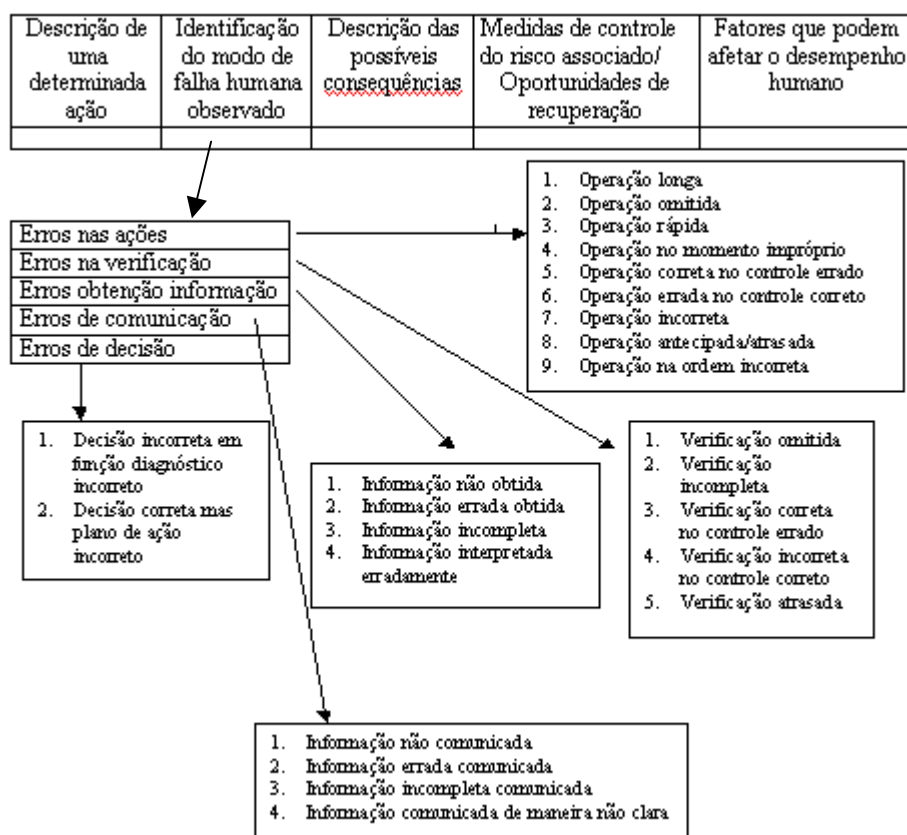 Descrição de
uma
determinada
ação
Identificação
do modo de
falha humana
observado
Descrição das
possíveis
consequências
Medidas de controle
do risco associado/
Oportunidades de
recuperação
Fatores que podem
afetar o desempenho
humano
Erros nas ações
Erros na verificação
Erros obtenção informação
Erros de comunicação
Erros de decisão
1. Operação longa
2. Operação omitida
3. Operação rápida
4. Operação no momento impróprio
5. Operação correta no controle errado
6. Operação errada no controle correto
7. Operação incorreta
8. Operação antecipada/atrasada
9. Operação na ordem incorreta
1. Decisão incorreta em
função diagnóstico
incorreto
2. Decisão correta mas
plano de ação
incorreto
1. Informação não obtida
2. Informação errada obtida
3. Informação incompleta
4. Informação interpretada
erradamente
1. Verificação omitida
2. Verificação
incompleta
3. Verificação correta
no controle errado
4. Verificação incorreta
no controle correto
5. Verificação atrasada
1. Informação não comunicada
2. Informação errada comunicada
3. Informação incompleta comunicada
4. Informação comunicada de maneira não clara